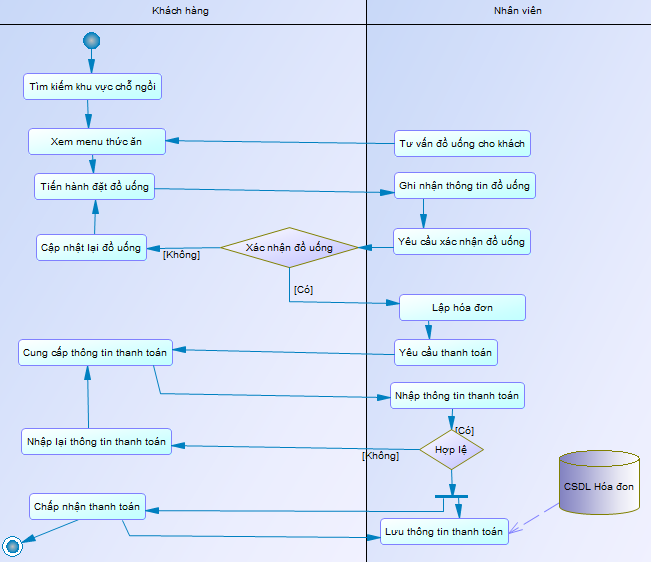 Khách hàng
Nhân viên
Tìm kiếm khu vực chỗ ngồi
Xem menu thức ăn
Tư vấn đồ uống cho khách
Tiến hành đặt đồ uống
Ghi nhận thông tin đồ uống
Cập nhật lại đồ uống
[Không]
Xác nhận đồ uống
Yêu cầu xác nhận đồ uống
[Có]
Lập hóa đơn
Cung cấp thông tin thanh toán
Yêu cầu thanh toán
Nhập thông tin thanh toán
[Có]
Nhập lại thông tin thanh toán
[Không]
Hợp lệ
CSDL Hóa đon
Chấp nhận thanh toán
Lưu thông tin thanh toán